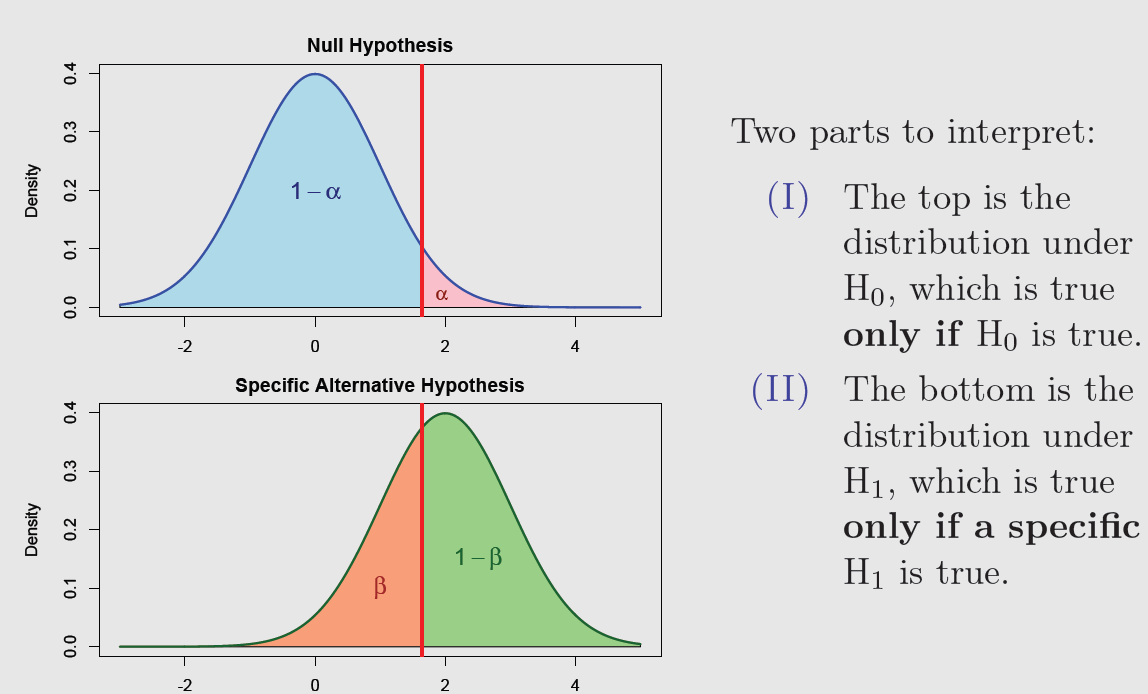 Null Hypothesis
Density
0.0 0.1 0.2 0.3 0.4
1 − α
α
-2 0 2 4
Specific Alternative Hypothesis
Density
0.0 0.1 0.2 0.3 0.4
β
1 − β
-2 0 2 4
Two parts to interpret:
(I) The top is the
distribution under
H₀, which is true
only if H₀ is true.
(II) The bottom is the
distribution under
H₁, which is true
only if a specific
H₁ is true.